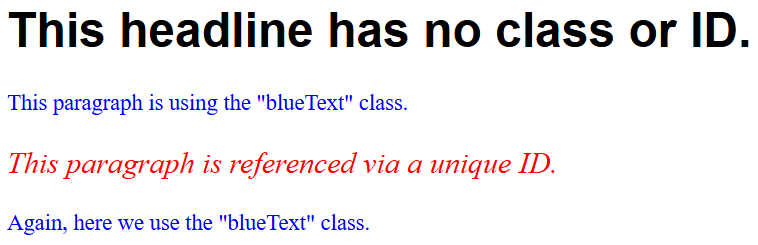 This headline has no class or ID.
This paragraph is using the "blueText" class.
This paragraph is referenced via a unique ID.
Again, here we use the "blueText" class.